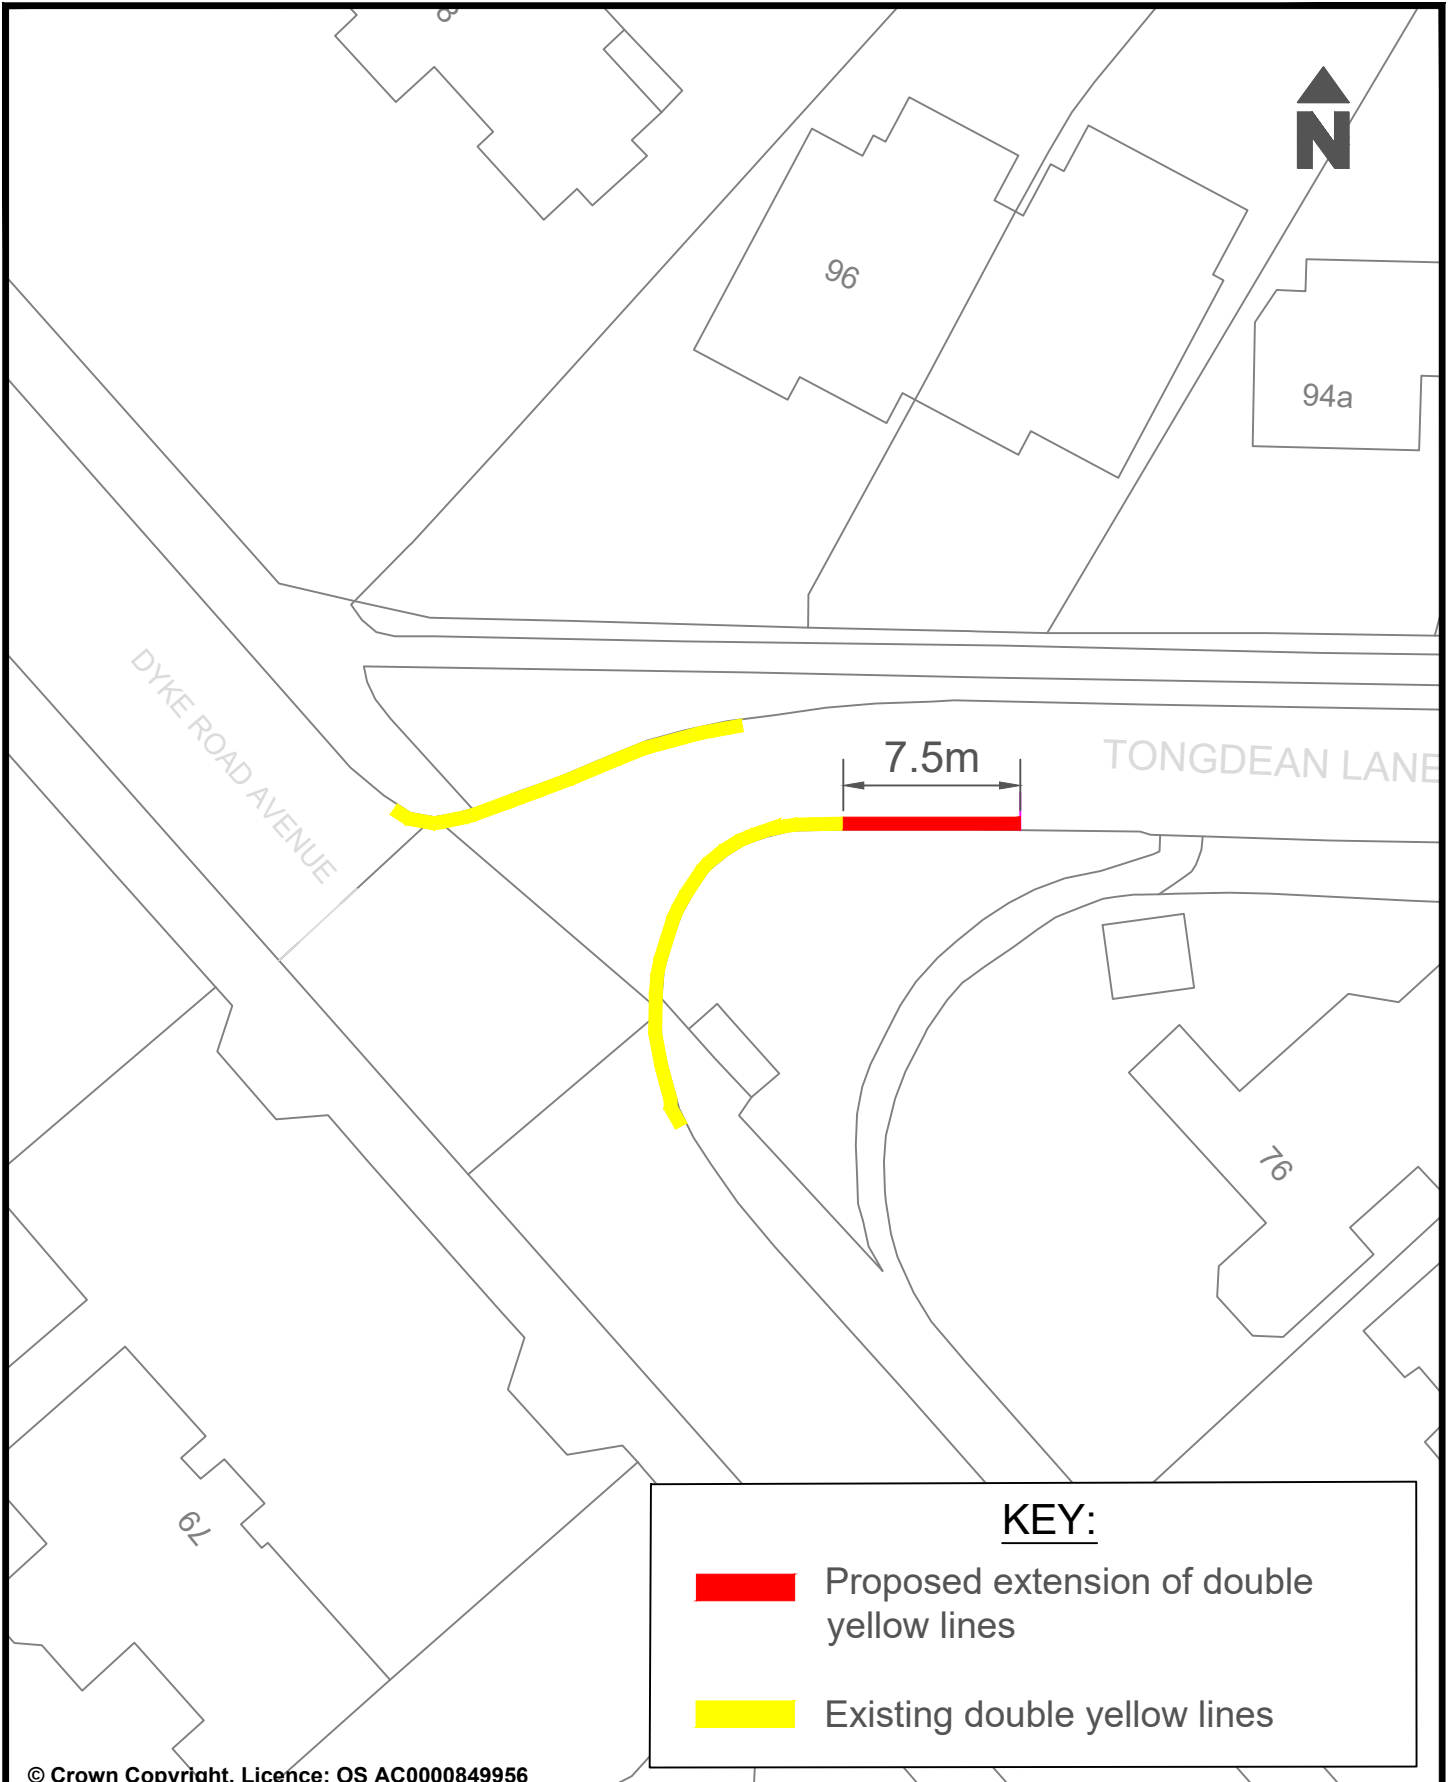 N
96
94a
DYKE ROAD AVENUE
7.5m
TONGDEAN LANE
76
79
KEY:
Proposed extension of double
yellow lines
Existing double yellow lines
© Crown Copyright. Licence: OS AC0000849956